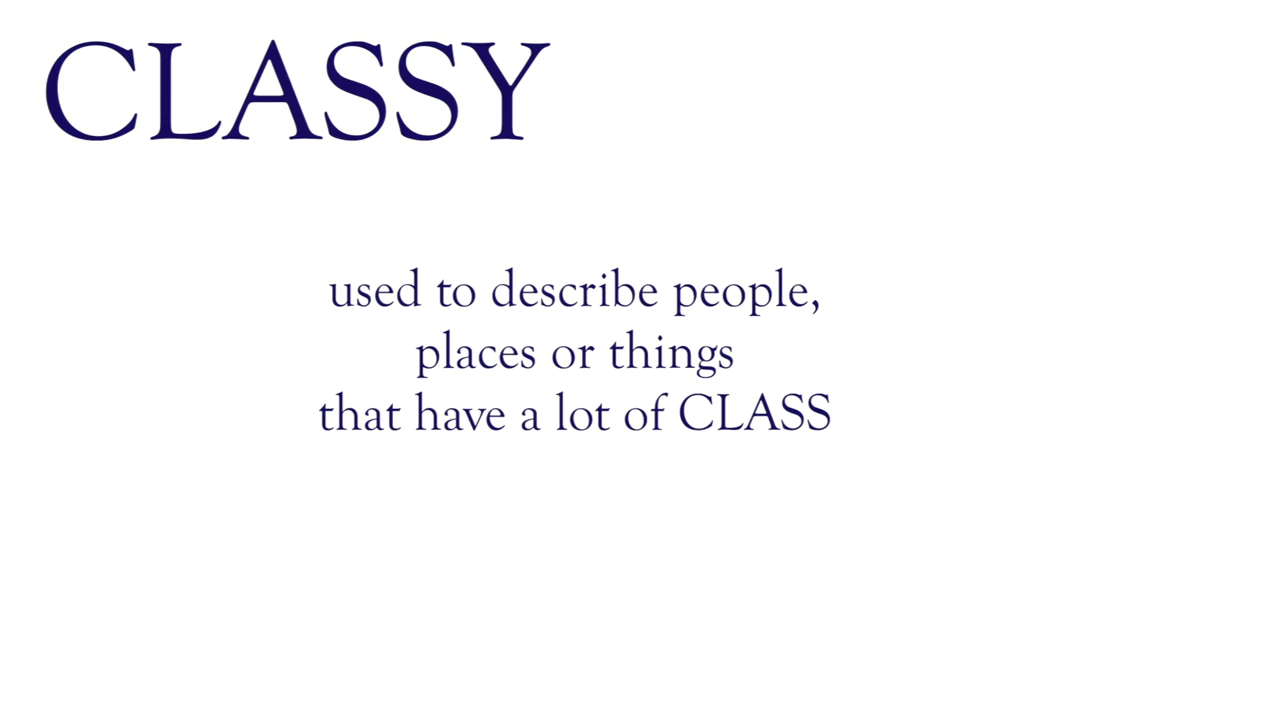 CLASSY
used to describe people,
places or things
that have a lot of CLASS